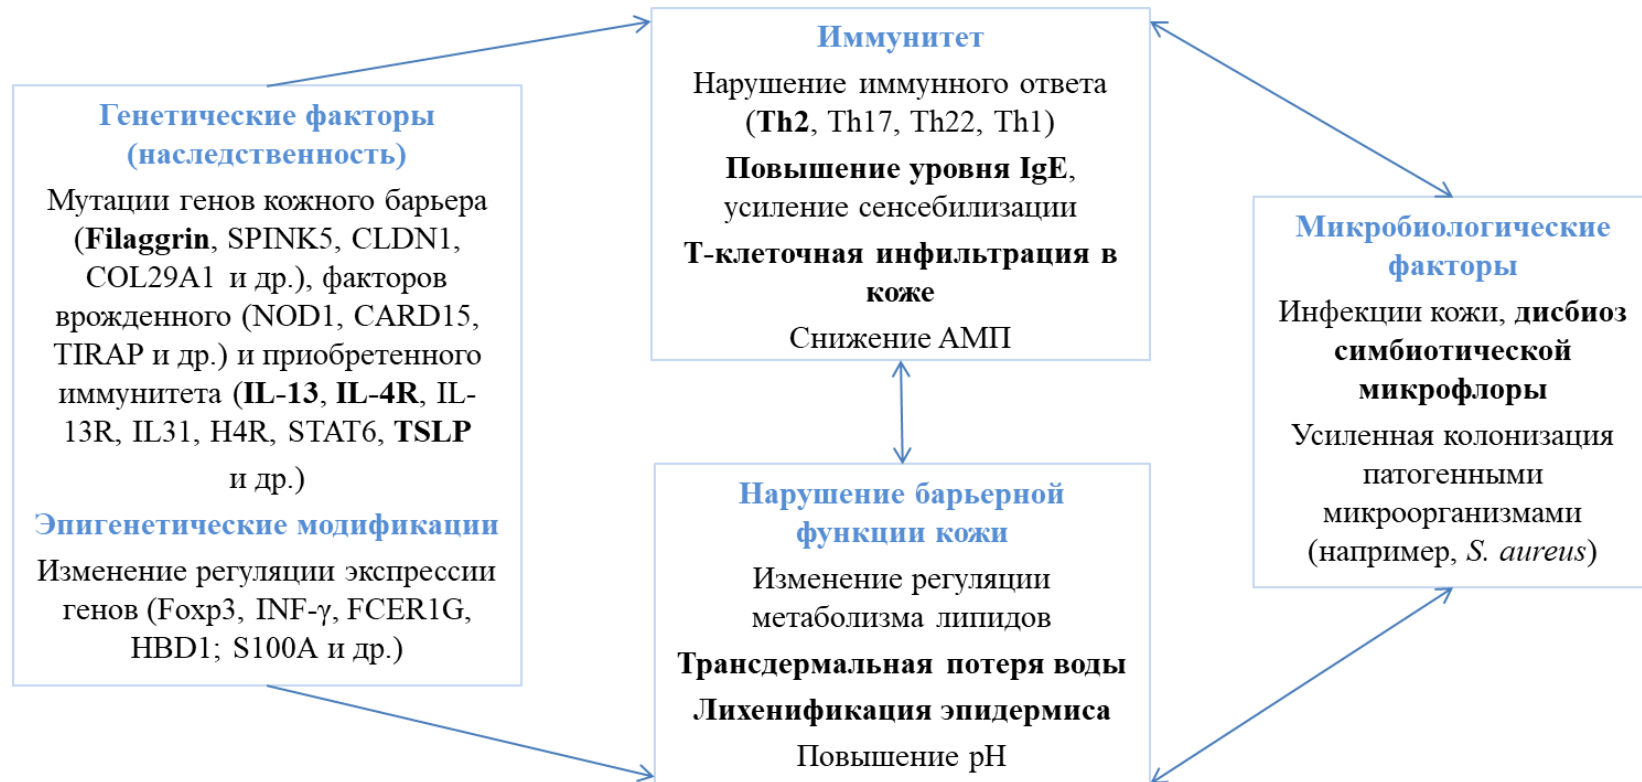 Генетические факторы
(наследственность)
Мутации генов кожного барьера
(Filaggrin, SPINK5, CLDN1,
COL29A1 и др.), факторов
врожденного (NOD1, CARD15,
TIRAP и др.) и приобретенного
иммунитета (IL-13, IL-4R, IL-
13R, IL31, H4R, STAT6, TSLP
и др.)
Эпигенетические модификации
Изменение регуляции экспрессии
генов (Foxp3, INF-γ, FCER1G,
HBD1; S100A и др.)
Иммунитет
Нарушение иммунного ответа
(Th2, Th17, Th22, Th1)
Повышение уровня IgE,
усиление сенсебилизации
Т-клеточная инфильтрация в
коже
Снижение АМП
Нарушение барьерной
функции кожи
Изменение регуляции
метаболизма липидов
Трансдермальная потеря воды
Лихенификация эпидермиса
Повышение pH
Микробиологические
факторы
Инфекции кожи, дисбиоз
симбиотической
микрофлоры
Усиленная колонизация
патогенными
микроорганизмами
(например, S. aureus)